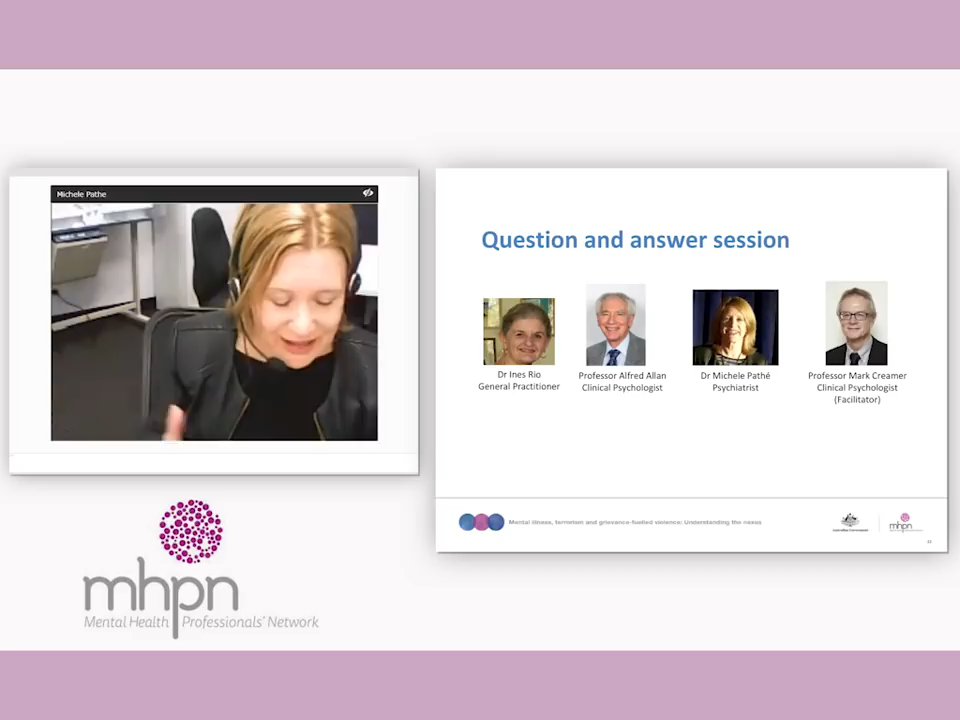 Michele Pathe
Question and answer session
Dr Ines Rio
General Practitioner
Professor Alfred Allan
Clinical Psychologist
Dr Michele Pathé
Psychiatrist
Professor Mark Creamer
Clinical Psychologist
(Facilitator)
Mental illness, terrorism and grievance-fuelled violence: Understanding the nexus
mhpn
mhpn
Mental Health Professionals' Network